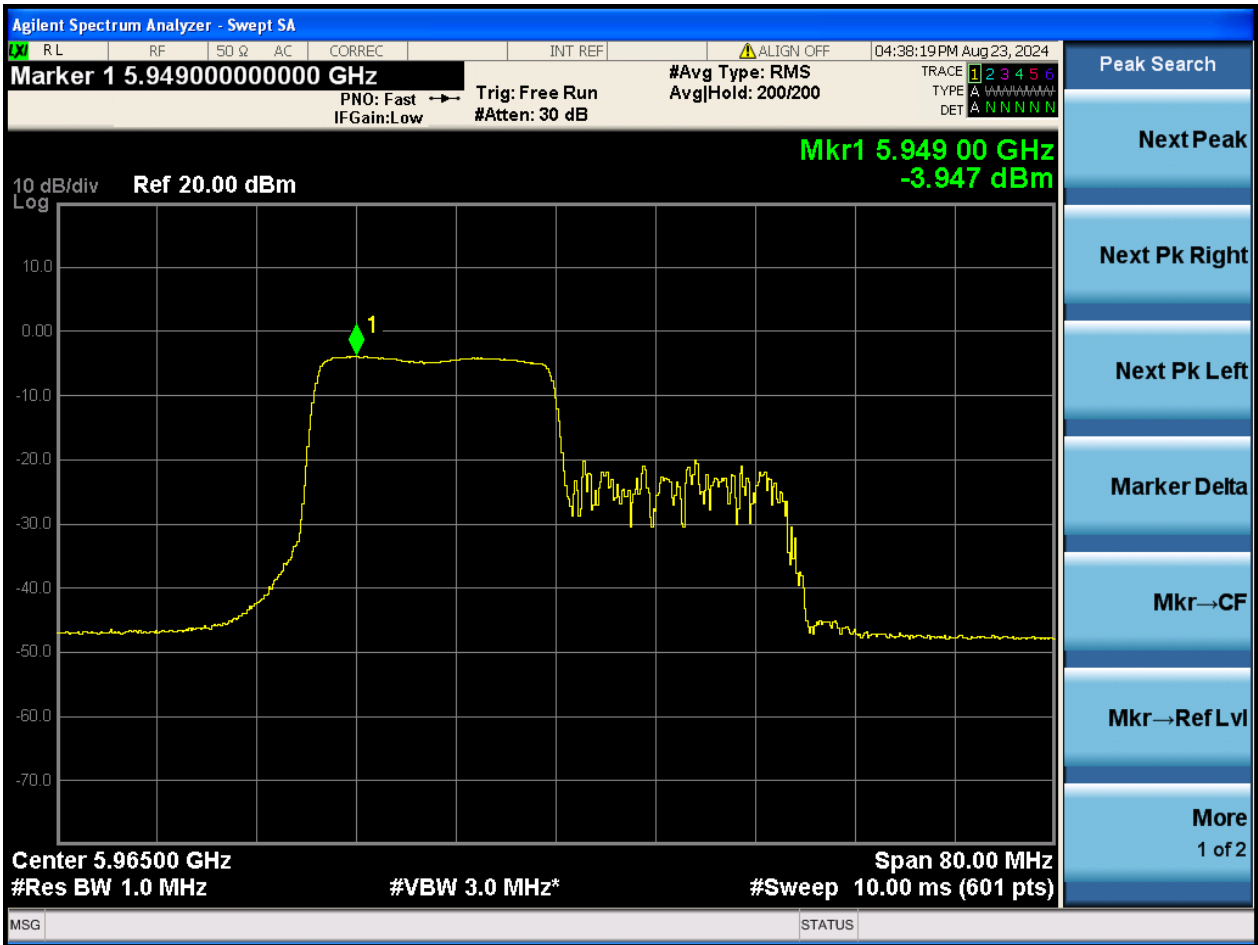 Agilent Spectrum Analyzer - Swept SA
LXI RL RF 50 Ω AC CORREC INT REF ALIGN OFF 04:38:19 PM Aug 23, 2024
Marker 1 5.949000000000 GHz
PNO: Fast
IFGain:Low
Trig: Free Run
#Atten: 30 dB
#Avg Type: RMS
Avg|Hold: 200/200
TRACE 1 2 3 4 5 6
TYPE A WWWWW
DET A N N N N N
Mkr1 5.949 00 GHz
-3.947 dBm
10 dB/div Ref 20.00 dBm
Log
10.0
0.00
-10.0
-20.0
-30.0
-40.0
-50.0
-60.0
-70.0
1
Center 5.96500 GHz Span 80.00 MHz
#Res BW 1.0 MHz #VBW 3.0 MHz* #Sweep 10.00 ms (601 pts)
MSG STATUS
Peak Search
Next Peak
Next Pk Right
Next Pk Left
Marker Delta
Mkr→CF
Mkr→Ref Lvl
More
1 of 2